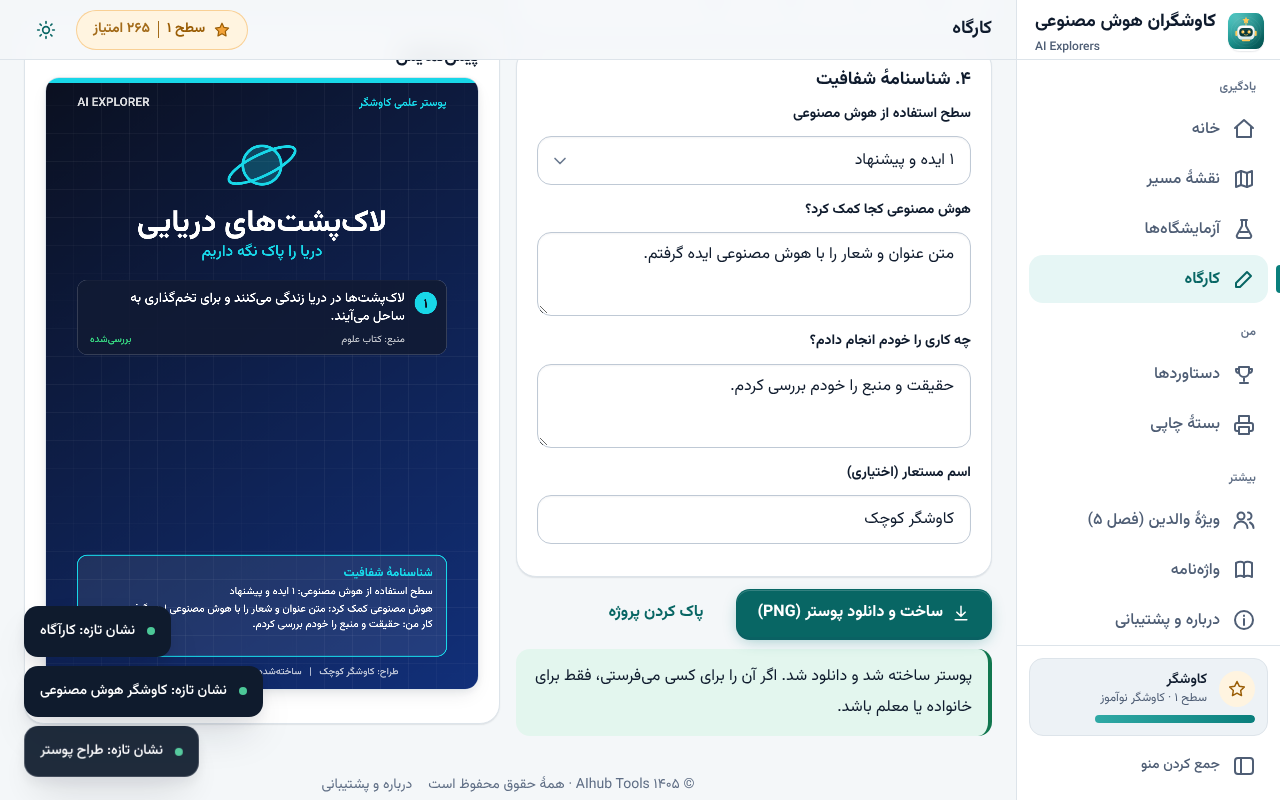 کاوشگران هوش مصنوعی
AI Explorers
یادگیری
خانه
نقشهٔ مسیر
آزمایشگاه‌ها
کارگاه
من
دستاوردها
بستهٔ چاپی
بیشتر
ویژهٔ والدین (فصل ۵)
واژه‌نامه
درباره و پشتیبانی
کاوشگر
سطح ۱ · کاوشگر نوآموز
جمع کردن منو
کارگاه
سطح ۱ | ۲۶۵ امتیاز
۴. شناسنامهٔ شفافیت
سطح استفاده از هوش مصنوعی
۱ ایده و پیشنهاد
هوش مصنوعی کجا کمک کرد؟
متن عنوان و شعار را با هوش مصنوعی ایده گرفتم.
چه کاری را خودم انجام دادم؟
حقیقت و منبع را خودم بررسی کردم.
اسم مستعار (اختیاری)
کاوشگر کوچک
ساخت و دانلود پوستر (PNG)
پاک کردن پروژه
پوستر ساخته شد و دانلود شد. اگر آن را برای کسی می‌فرستی، فقط برای
خانواده یا معلم باشد.
پوستر علمی کاوشگر
AI EXPLORER
لاک‌پشت‌های دریایی
دریا را پاک نگه داریم
۱
لاک‌پشت‌ها در دریا زندگی می‌کنند و برای تخم‌گذاری به
ساحل می‌آیند.
منبع: کتاب علوم
بررسی‌شده
شناسنامهٔ شفافیت
سطح استفاده از هوش مصنوعی: ۱ ایده و پیشنهاد
هوش مصنوعی کمک کرد: متن عنوان و شعار را با هوش مصنوعی
کار من: حقیقت و منبع را خودم بررسی کردم.
طراح: کاوشگر کوچک | ساخته‌شده
نشان تازه: کارآگاه
نشان تازه: کاوشگر هوش مصنوعی
نشان تازه: طراح پوستر
© ۱۴۰۵ AIhub Tools · همهٔ حقوق محفوظ است
درباره و پشتیبانی